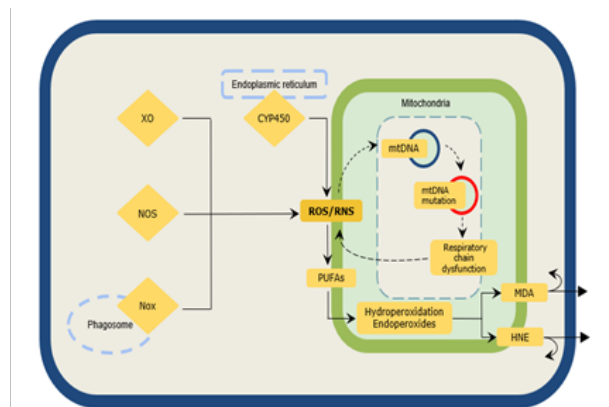 Endoplasmic reticulum
XO
CYP450
Mitochondria
mtDNA
mtDNA
mutation
NOS
ROS/RNS
Respiratory
chain
dysfunction
PUFAs
Nox
Phagosome
Hydroperoxidation
Endoperoxides
MDA
HNE